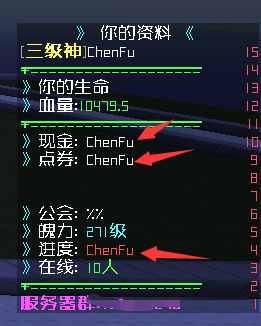 》 你的资料 《
[三级神]ChenFu 15
14
》你的生命 13
》血量:10479.5 12
11
》现金: ChenFu 10
》点券: ChenFu 9
8
7
》公会: %% 6
》魄力: 271级 5
》进度: ChenFu 4
》在线: 10人 3
2
服务器群